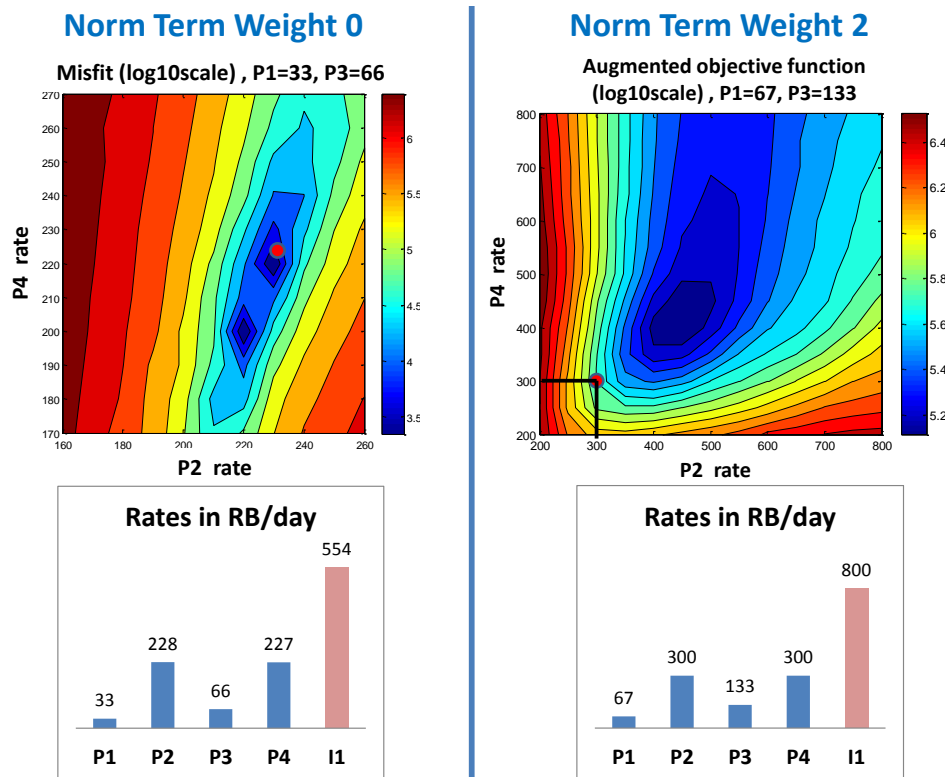 Norm Term Weight 0
Misfit (log10scale) , P1=33, P3=66
270
260
250
240
230
220
210
200
190
180
170
160 180 200 220 240 260
P4 rate
P2 rate
6
5.5
5
4.5
4
3.5
Rates in RB/day
33
228
66
227
554
P1 P2 P3 P4 I1
Norm Term Weight 2
Augmented objective function
(log10scale) , P1=67, P3=133
800
700
600
500
400
300
200
200 300 400 500 600 700 800
P4 rate
P2 rate
6.4
6.2
6
5.8
5.6
5.4
5.2
Rates in RB/day
67
300
133
300
800
P1 P2 P3 P4 I1